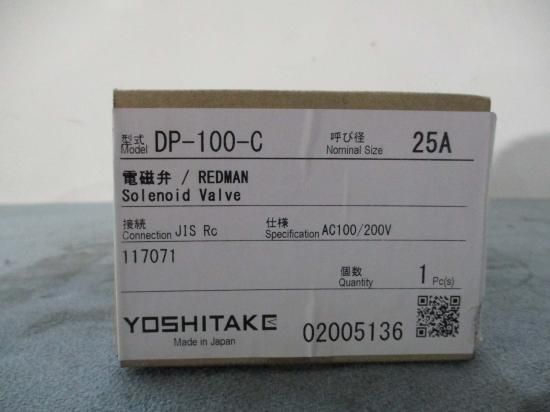 型式 Model DP-100-C 呼び径 Nominal Size 25A
電磁弁 / REDMAN
Solenoid Valve
接続 Connection JIS Rc 仕様 Specification AC100/200V
117071
個数 Quantity 1 Pc(s)
YOSHITAKE
Made in Japan
02005136